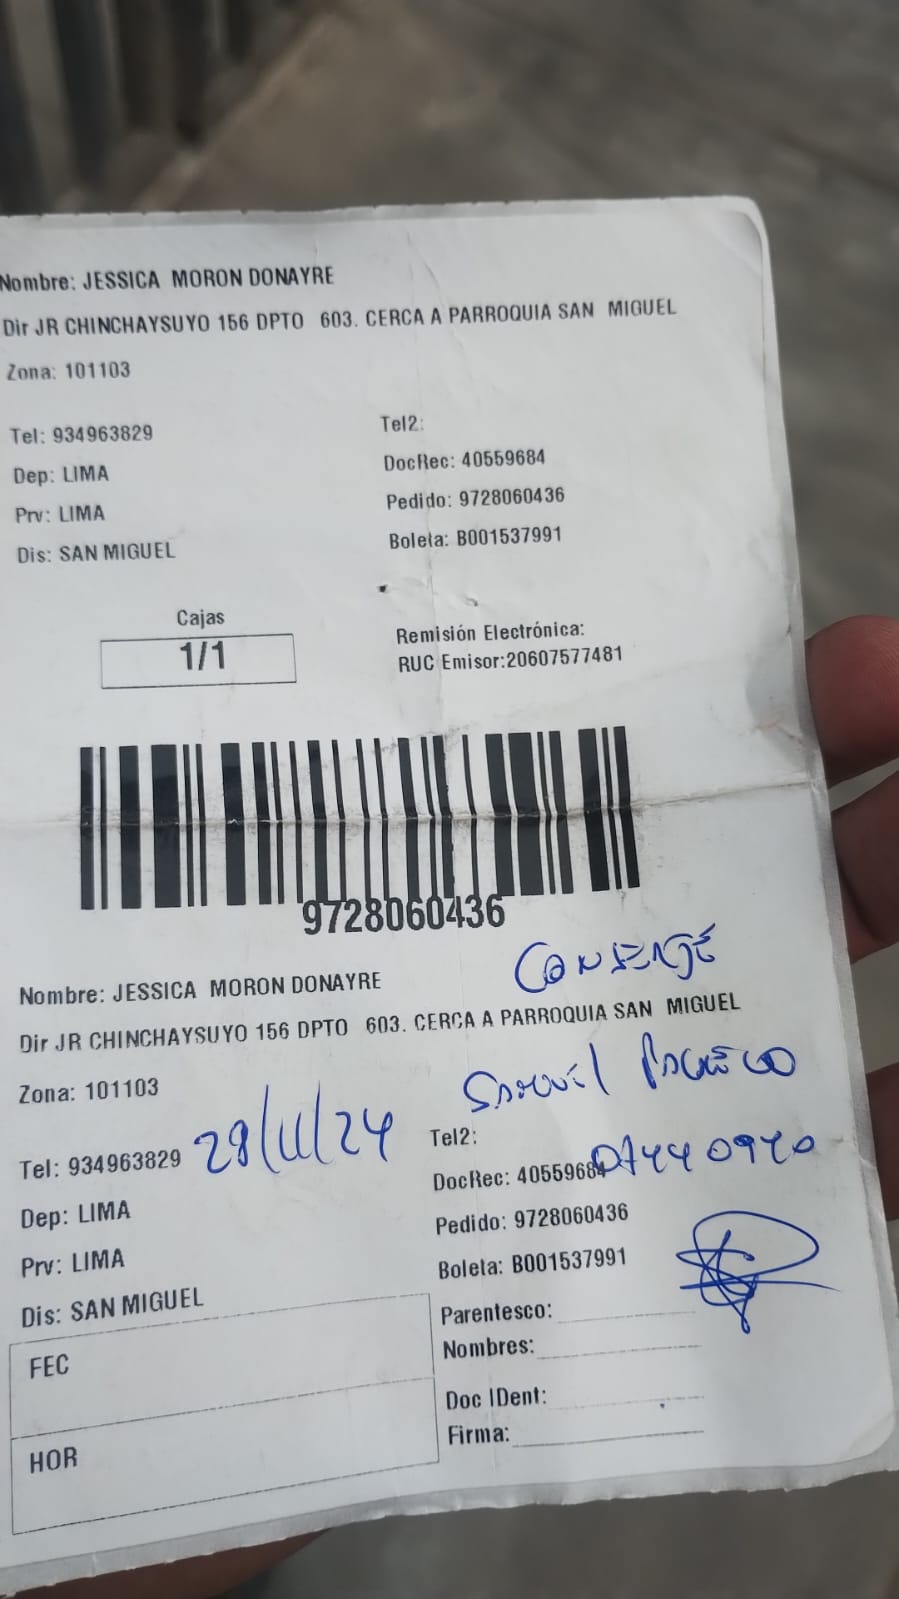 Nombre: JESSICA MORON DONAYRE
Dir JR CHINCHAYSUYO 156 DPTO 603. CERCA A PARROQUIA SAN MIGUEL
Zona: 101103
Tel: 934963829
Tel2:
Dep: LIMA
DocRec: 40559684
Prv: LIMA
Pedido: 9728060436
Dis: SAN MIGUEL
Boleta: B001537991
Cajas
1/1
Remisión Electrónica:
RUC Emisor:20607577481
9728060436
CONSERJE
Nombre: JESSICA MORON DONAYRE
Dir JR CHINCHAYSUYO 156 DPTO 603. CERCA A PARROQUIA SAN MIGUEL
Zona: 101103
Pacheco
Tel: 934963829
Tel2:
Dep: LIMA
DocRec: 40559684
Prv: LIMA
Pedido: 9728060436
Dis: SAN MIGUEL
Boleta: B001537991
Parentesco:
FEC
Nombres:
Doc IDent:
HOR
Firma: